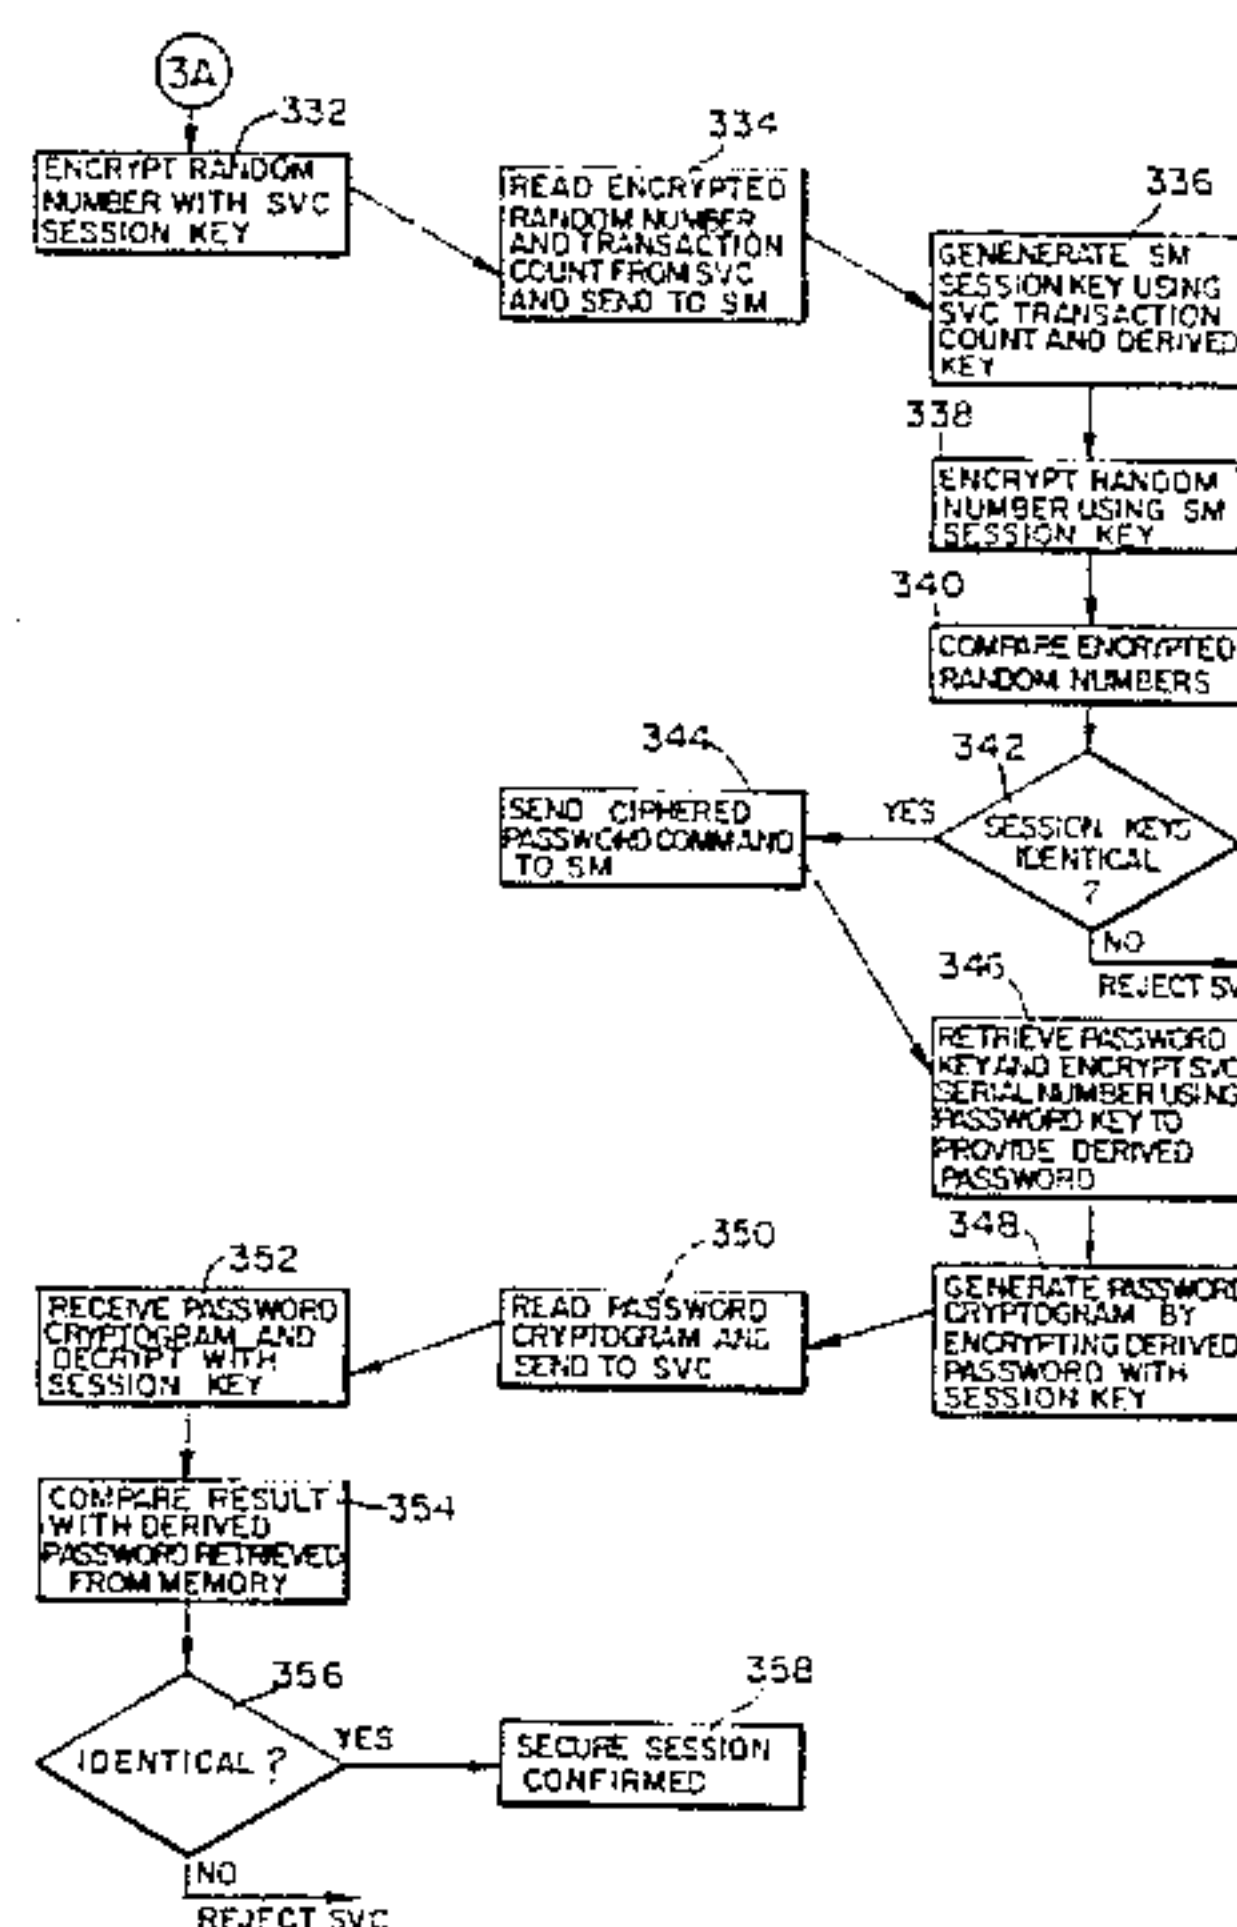 3A
332
ENCRYPT RANDOM
NUMBER WITH SVC
SESSION KEY
334
READ ENCRYPTED
RANDOM NUMBER
AND TRANSACTION
COUNT FROM SVC
AND SEND TO SM
336
GENENERATE SM
SESSION KEY USING
SVC TRANSACTION
COUNT AND DERIVED
KEY
338
ENCRYPT RANDOM
NUMBER USING SM
SESSION KEY
340
COMPARE ENCRYPTED
RANDOM NUMBERS
342
SESSION KEYS
IDENTICAL
?
YES
NO
REJECT SV
344
SEND CIPHERED
PASSWORD COMMAND
TO SM
346
RETRIEVE PASSWORD
KEY AND ENCRYPT SVC
SERIAL NUMBER USING
PASSWORD KEY TO
PROVIDE DERIVED
PASSWORD
348
GENERATE PASSWORD
CRYPTOGRAM BY
ENCRYPTING DERIVED
PASSWORD WITH
SESSION KEY
350
READ PASSWORD
CRYPTOGRAM AND
SEND TO SVC
352
RECEIVE PASSWORD
CRYPTOGRAM AND
DECRYPT WITH
SESSION KEY
354
COMPARE RESULT
WITH DERIVED
PASSWORD RETRIEVED
FROM MEMORY
356
IDENTICAL ?
YES
NO
REJECT SVC
358
SECURE SESSION
CONFIRMED